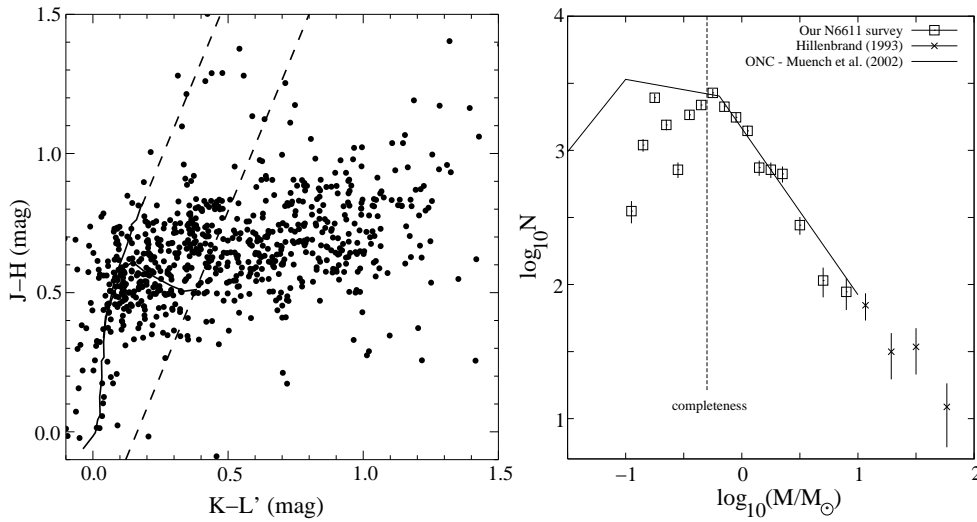 1.5
1.0
0.5
0.0
J−H (mag)
0.0
0.5
1.0
1.5
K−L’ (mag)
4
3
2
1
log10N
Our N6611 survey
Hillenbrand (1993)
ONC - Muench et al. (2002)
completeness
−1
0
1
2
log10(M/M☉)